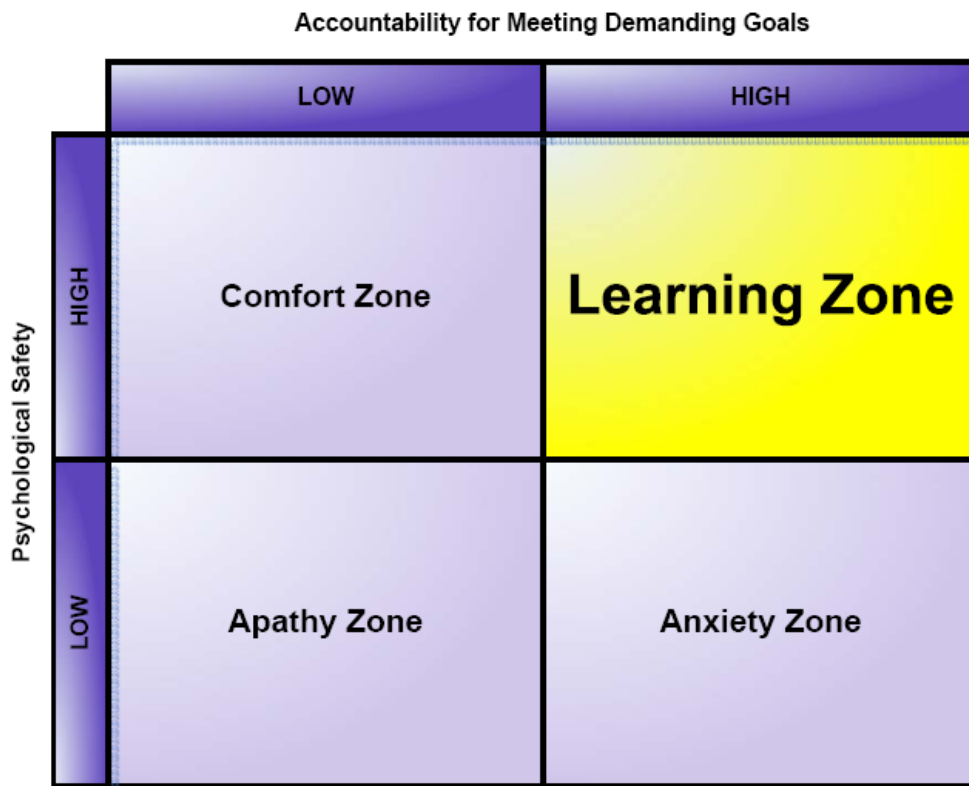 Accountability for Meeting Demanding Goals
LOW
HIGH
Psychological Safety
HIGH
Comfort Zone
Learning Zone
LOW
Apathy Zone
Anxiety Zone